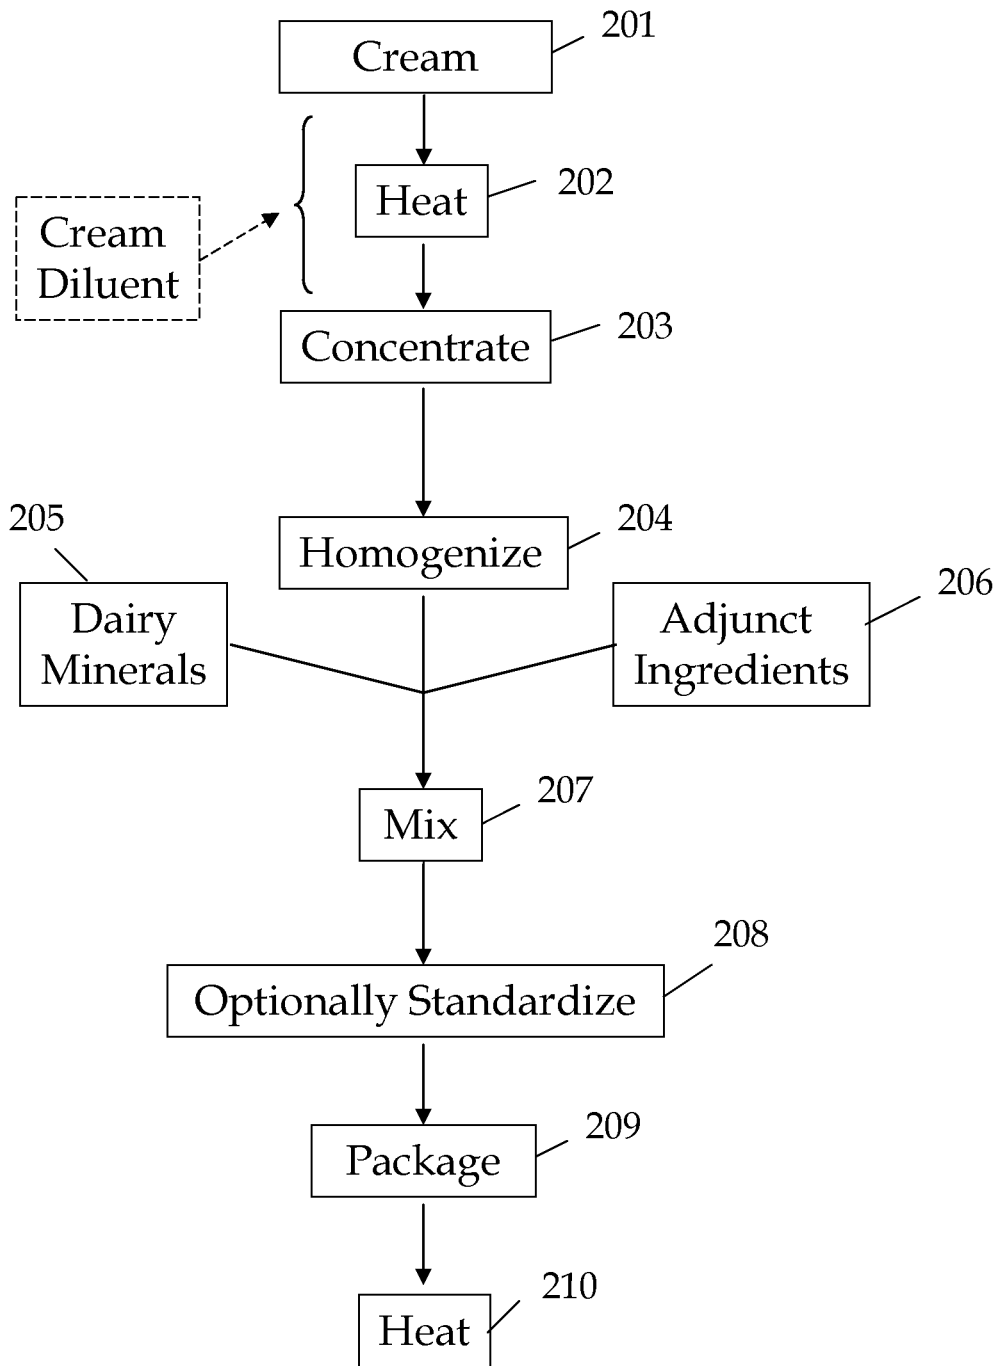 201
Cream
202
Heat
Cream
Diluent
203
Concentrate
204
Homogenize
205
Dairy
Minerals
206
Adjunct
Ingredients
207
Mix
208
Optionally Standardize
209
Package
210
Heat